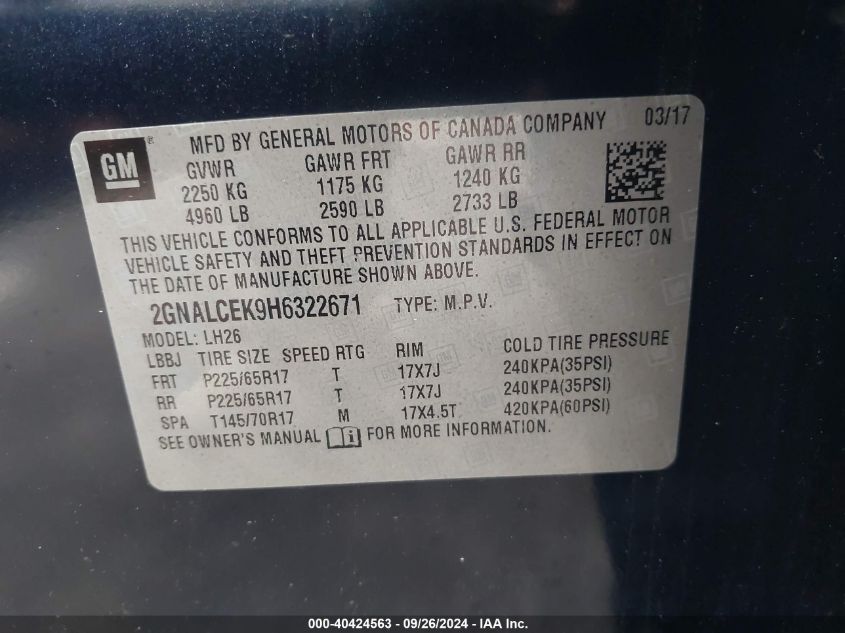 GM ® MFD BY GENERAL MOTORS OF CANADA COMPANY 03/17
GVWR GAWR FRT GAWR RR
2250 KG 1175 KG 1240 KG
4960 LB 2590 LB 2733 LB
THIS VEHICLE CONFORMS TO ALL APPLICABLE U.S. FEDERAL MOTOR
VEHICLE SAFETY AND THEFT PREVENTION STANDARDS IN EFFECT ON
THE DATE OF MANUFACTURE SHOWN ABOVE.
2GNALCEK9H6322671 TYPE: M.P.V.
MODEL: LH26
LBBJ TIRE SIZE SPEED RTG RIM COLD TIRE PRESSURE
FRT P225/65R17 T 17X7J 240KPA(35PSI)
RR P225/65R17 T 17X7J 240KPA(35PSI)
SPA T145/70R17 M 17X4.5T 420KPA(60PSI)
SEE OWNER'S MANUAL FOR MORE INFORMATION.
000-40424563 - 09/26/2024 - IAA Inc.